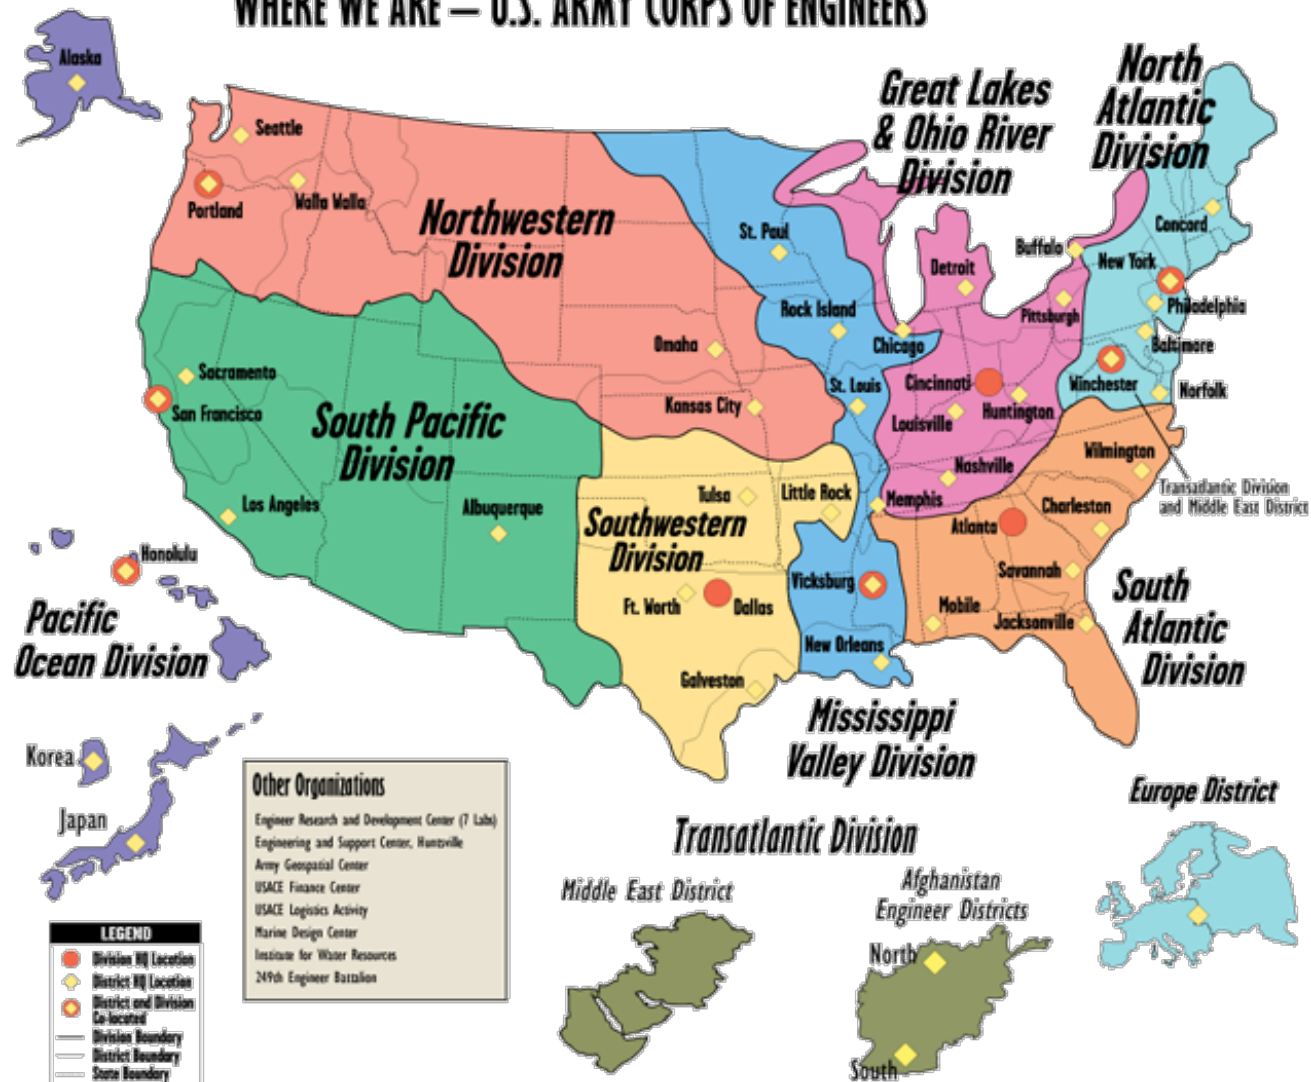 WHERE WE ARE — U.S. ARMY CORPS OF ENGINEERS
Alaska
Great Lakes
& Ohio River
Division
North
Atlantic
Division
Seattle
Portland
Walla Walla
Northwestern
Division
St. Paul
Buffalo
Concord
New York
Detroit
Rock Island
Pittsburgh
Philadelphia
Omaha
Chicago
Baltimore
Sacramento
St. Louis
Cincinnati
Winchester
Norfolk
San Francisco
South Pacific
Division
Kansas City
Louisville
Huntington
Wilmington
Nashville
Los Angeles
Albuquerque
Tulsa
Little Rock
Memphis
Transatlantic Division
and Middle East District
Charleston
Southwestern
Division
Atlanta
Honolulu
Vicksburg
Savannah
South
Atlantic
Division
Pacific
Ocean Division
Ft. Worth
Dallas
Mobile
Jacksonville
New Orleans
Galveston
Mississippi
Valley Division
Korea
Japan
Other Organizations
Engineer Research and Development Center (7 Labs)
Engineering and Support Center, Huntsville
Army Geospatial Center
USACE Finance Center
USACE Logistics Activity
Marine Design Center
Institute for Water Resources
249th Engineer Battalion
Europe District
Transatlantic Division
Middle East District
Afghanistan
Engineer Districts
North
South
LEGEND
Division HQ Location
District HQ Location
District and Division
Co-located
Division Boundary
District Boundary
State Boundary